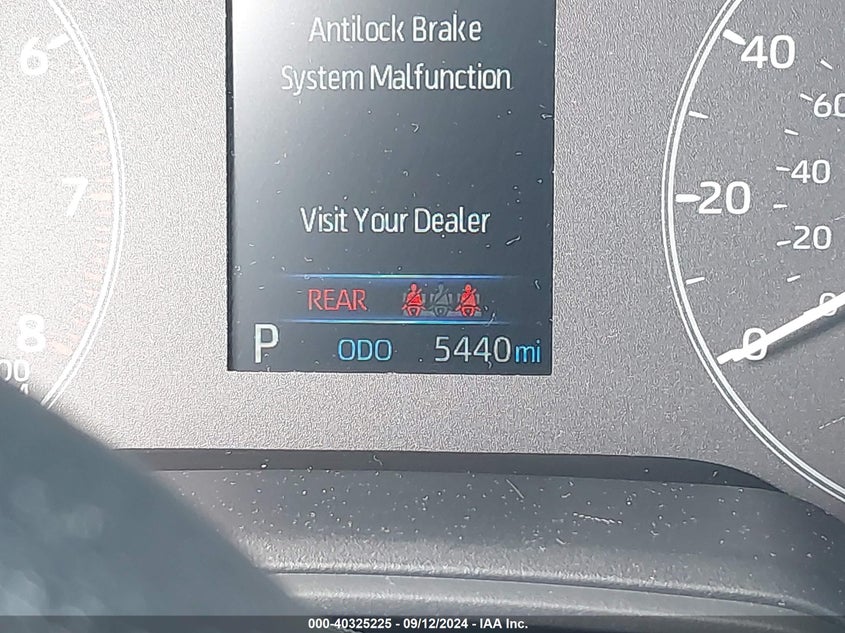 Antilock Brake
System Malfunction
Visit Your Dealer
REAR
P ODO 5440 mi
6
7
8
40
20
0
60
40
20
0
000-40325225 - 09/12/2024 - IAA Inc.